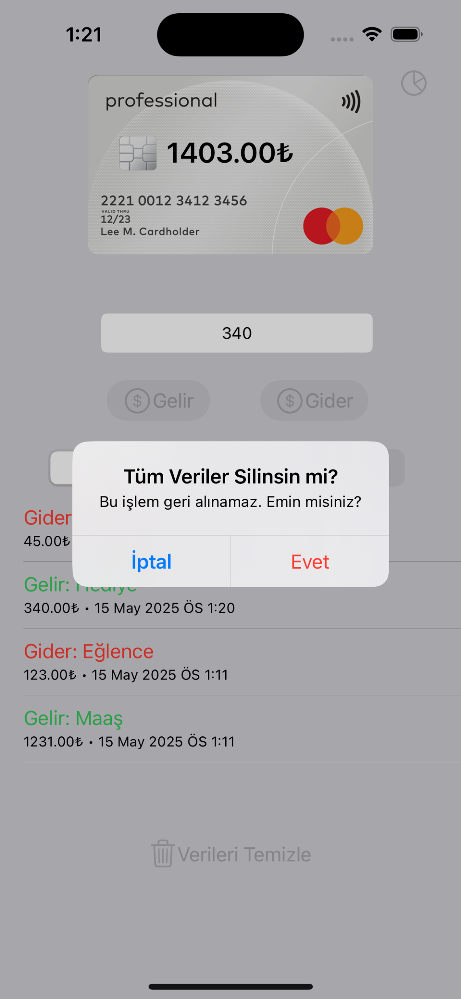 1:21
professional
1403.00₺
2221 0012 3412 3456
VALID THRU
12/23
Lee M. Cardholder
340
$ Gelir
$ Gider
Tüm Veriler Silinsin mi?
Bu işlem geri alınamaz. Emin misiniz?
İptal
Evet
Gider
45.00₺
Gelir: Hediye
340.00₺ • 15 May 2025 ÖS 1:20
Gider: Eğlence
123.00₺ • 15 May 2025 ÖS 1:11
Gelir: Maaş
1231.00₺ • 15 May 2025 ÖS 1:11
Verileri Temizle